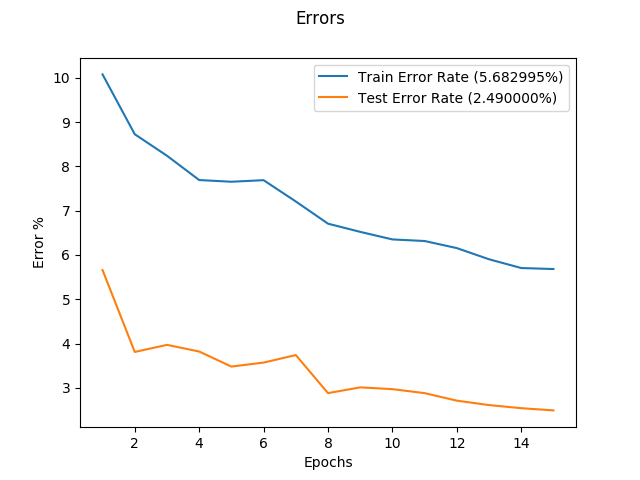 Errors
Train Error Rate (5.682995%)
Test Error Rate (2.490000%)
Error %
10
9
8
7
6
5
4
3
2 4 6 8 10 12 14
Epochs